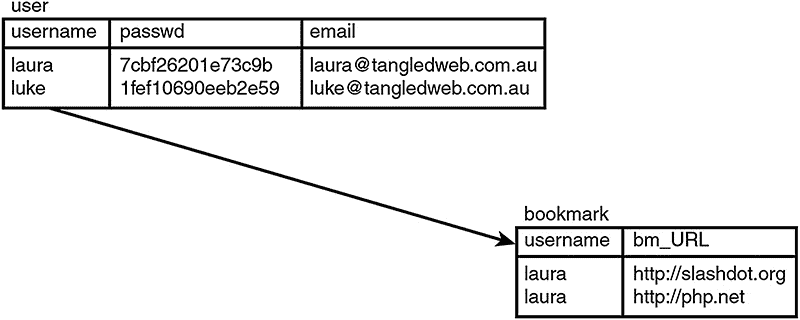 user
username passwd email
laura 7cbf26201e73c9b laura@tangledweb.com.au
luke 1fef10690eeb2e59 luke@tangledweb.com.au
bookmark
username bm_URL
laura http://slashdot.org
laura http://php.net